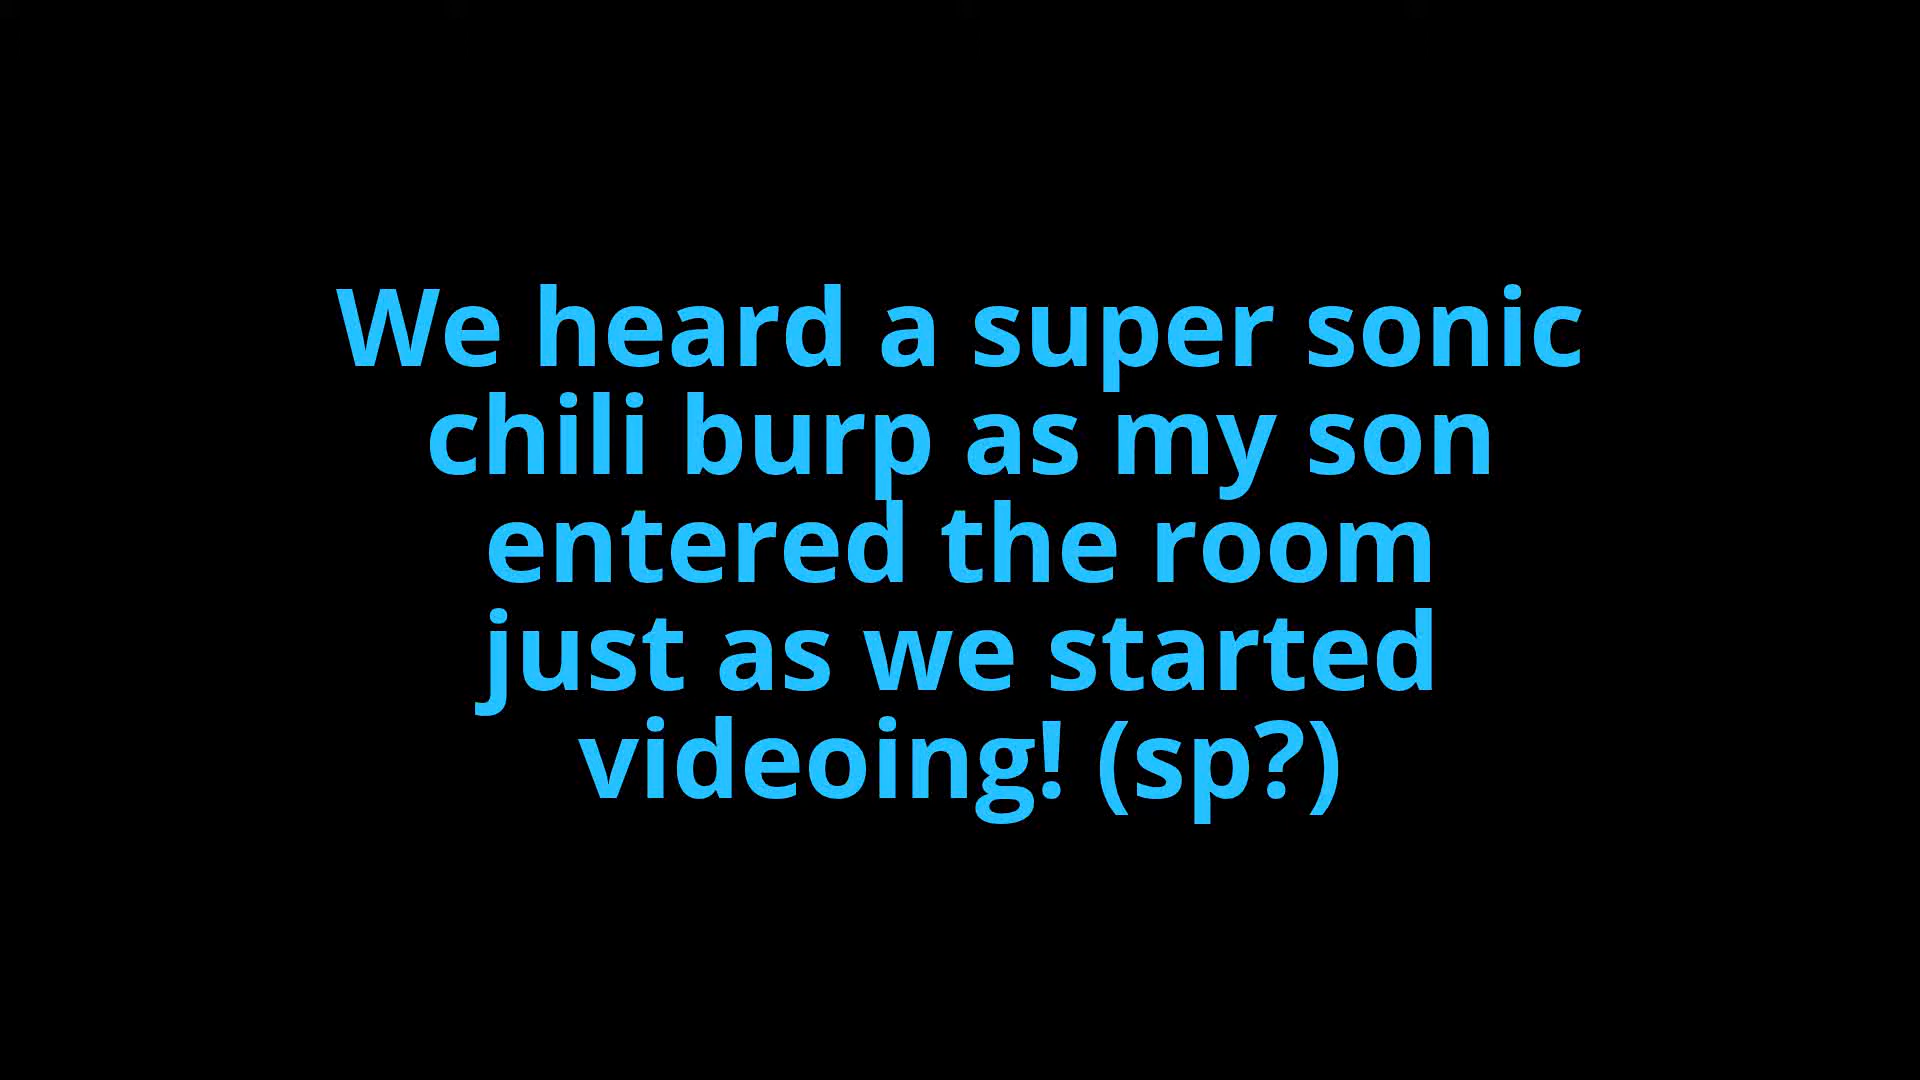 We heard a super sonic
chili burp as my son
entered the room
just as we started
videoing! (sp?)